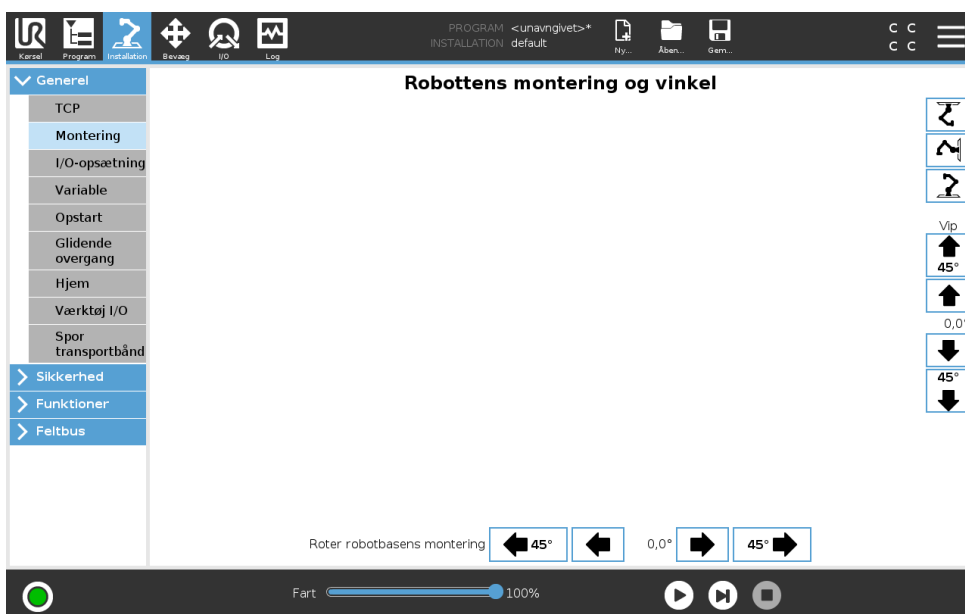 PROGRAM <unavngivet>*
INSTALLATION default
UR
Kørsel Program Installation Bevæg I/O Log Ny... Åben... Gem...
C C
C C
Generel
TCP
Montering
I/O-opsætning
Variable
Opstart
Glidende
overgang
Hjem
Værktøj I/O
Spor
transportbånd
Sikkerhed
Funktioner
Feltbus
Robottens montering og vinkel
Vip
45°
0,0°
45°
Roter robotbasens montering 45° 0,0° 45°
Fart 100%